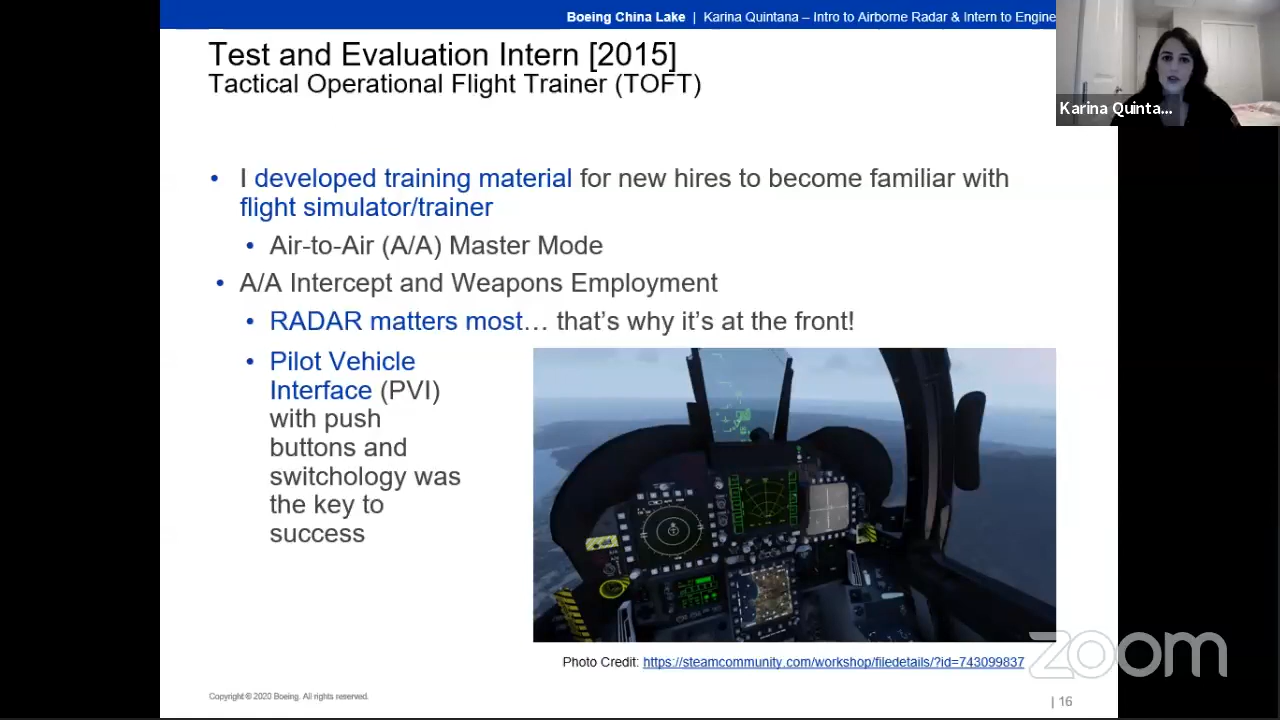 Boeing China Lake | Karina Quintana – Intro to Airborne Radar & Intern to Engine
Karina Quinta...
Test and Evaluation Intern [2015]
Tactical Operational Flight Trainer (TOFT)
• I developed training material for new hires to become familiar with
flight simulator/trainer
• Air-to-Air (A/A) Master Mode
• A/A Intercept and Weapons Employment
• RADAR matters most… that’s why it’s at the front!
• Pilot Vehicle
Interface (PVI)
with push
buttons and
switchology was
the key to
success
Photo Credit: https://steamcommunity.com/workshop/filedetails/?id=743099837
zoom
Copyright © 2020 Boeing. All rights reserved.
| 16